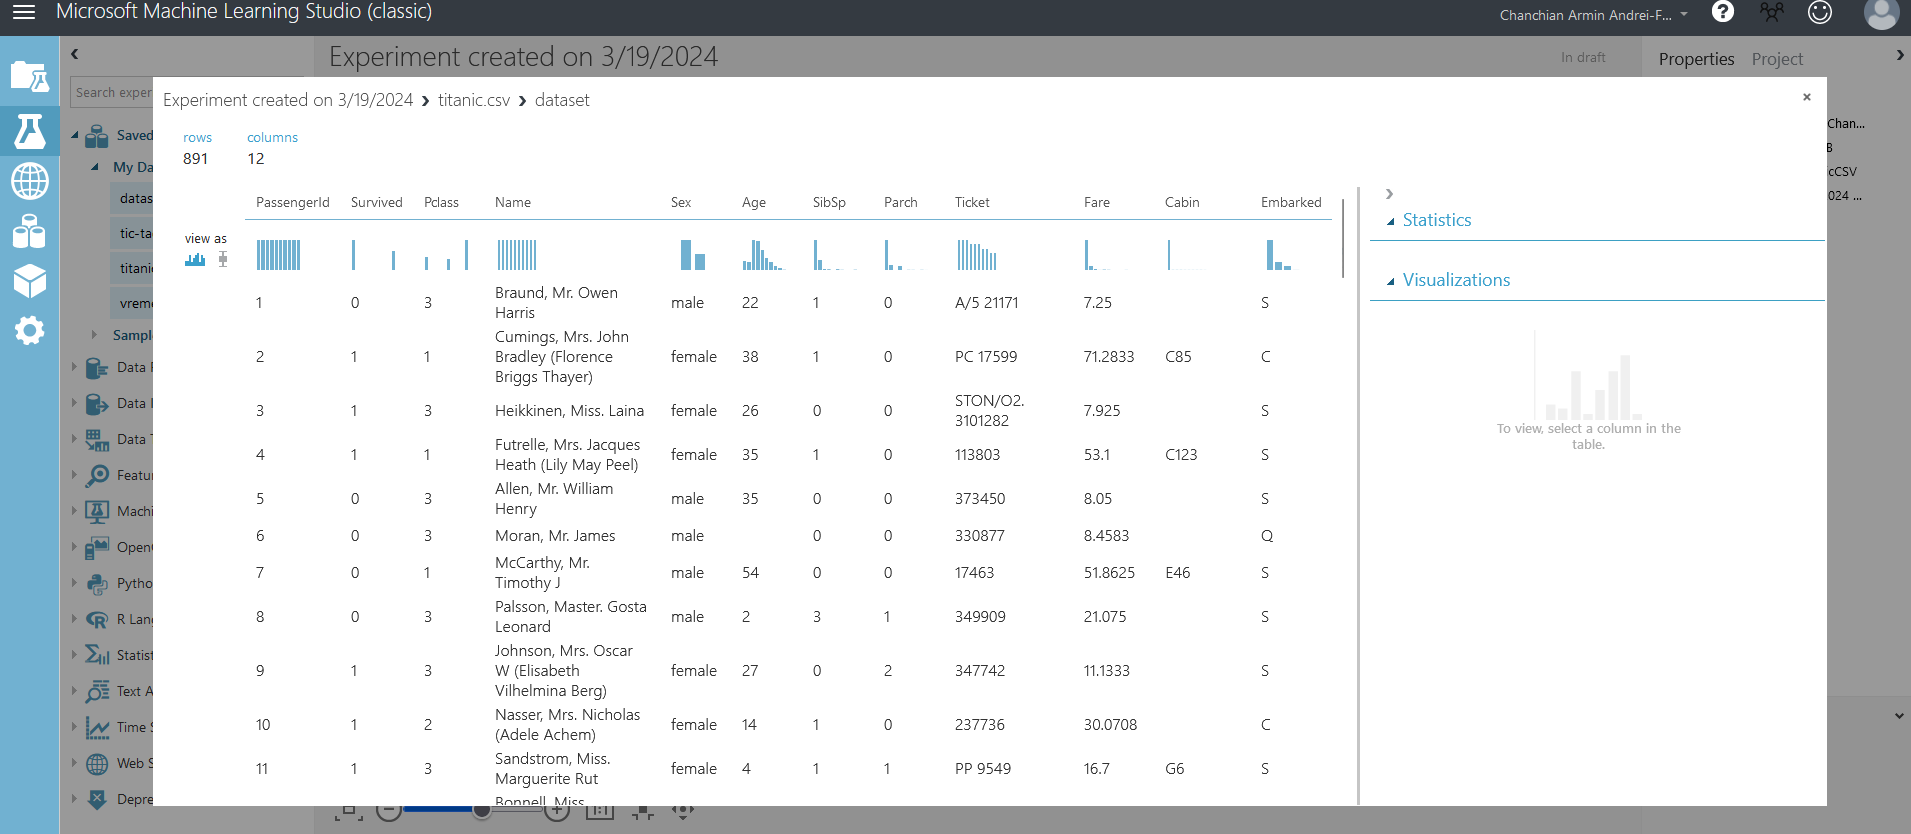 Microsoft Machine Learning Studio (classic)
Chanchian Armin Andrei-F...
?
Experiment created on 3/19/2024
In draft
Properties
Project
Search exper
Experiment created on 3/19/2024 › titanic.csv › dataset
×
rows
columns
891
12
Saved
My Da
datas
tic-ta
titanic
vreme
Sample
Data F
Data I
Data T
Featur
Machi
Open
Pytho
R Lang
Statist
Text A
Time S
Web S
Depre
Chan...
cCSV
024 ...
view as
PassengerId Survived Pclass Name Sex Age SibSp Parch Ticket Fare Cabin Embarked
1 0 3 Braund, Mr. Owen Harris male 22 1 0 A/5 21171 7.25 S
2 1 1 Cumings, Mrs. John Bradley (Florence Briggs Thayer) female 38 1 0 PC 17599 71.2833 C85 C
3 1 3 Heikkinen, Miss. Laina female 26 0 0 STON/O2. 3101282 7.925 S
4 1 1 Futrelle, Mrs. Jacques Heath (Lily May Peel) female 35 1 0 113803 53.1 C123 S
5 0 3 Allen, Mr. William Henry male 35 0 0 373450 8.05 S
6 0 3 Moran, Mr. James male 0 0 330877 8.4583 Q
7 0 1 McCarthy, Mr. Timothy J male 54 0 0 17463 51.8625 E46 S
8 0 3 Palsson, Master. Gosta Leonard male 2 3 1 349909 21.075 S
9 1 3 Johnson, Mrs. Oscar W (Elisabeth Vilhelmina Berg) female 27 0 2 347742 11.1333 S
10 1 2 Nasser, Mrs. Nicholas (Adele Achem) female 14 1 0 237736 30.0708 C
11 1 3 Sandstrom, Miss. Marguerite Rut female 4 1 1 PP 9549 16.7 G6 S
Bonnell, Miss.
Statistics
Visualizations
To view, select a column in the
table.
1:1